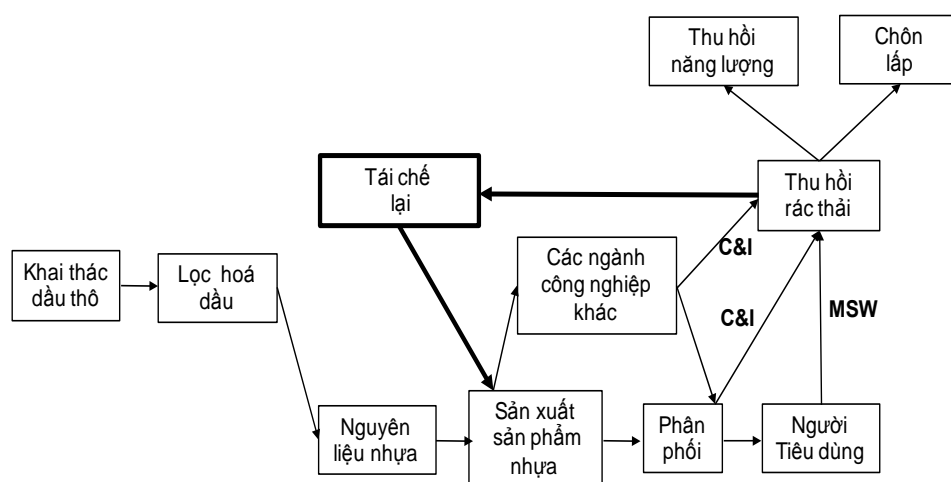 Thu hồi
năng lượng
Chôn
lấp
Tái chế
lại
Thu hồi
rác thải
Khai thác
dầu thô
Lọc hoá
dầu
Các ngành
công nghiệp
khác
C&I
C&I
MSW
Nguyên
liệu nhựa
Sản xuất
sản phẩm
nhựa
Phân
phối
Người
Tiêu dùng